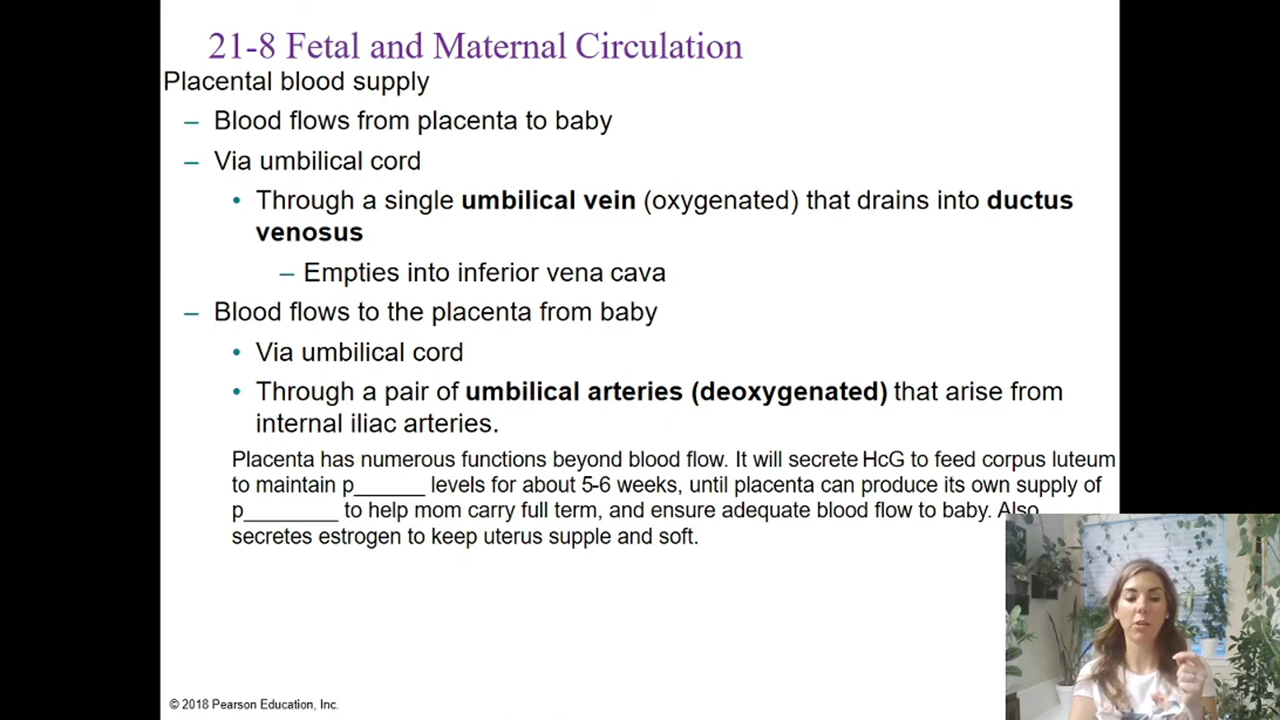 21-8 Fetal and Maternal Circulation
Placental blood supply
– Blood flows from placenta to baby
– Via umbilical cord
• Through a single umbilical vein (oxygenated) that drains into ductus
venosus
– Empties into inferior vena cava
– Blood flows to the placenta from baby
• Via umbilical cord
• Through a pair of umbilical arteries (deoxygenated) that arise from
internal iliac arteries.
Placenta has numerous functions beyond blood flow. It will secrete HcG to feed corpus luteum
to maintain p______ levels for about 5-6 weeks, until placenta can produce its own supply of
p________ to help mom carry full term, and ensure adequate blood flow to baby. Also
secretes estrogen to keep uterus supple and soft.
© 2018 Pearson Education, Inc.